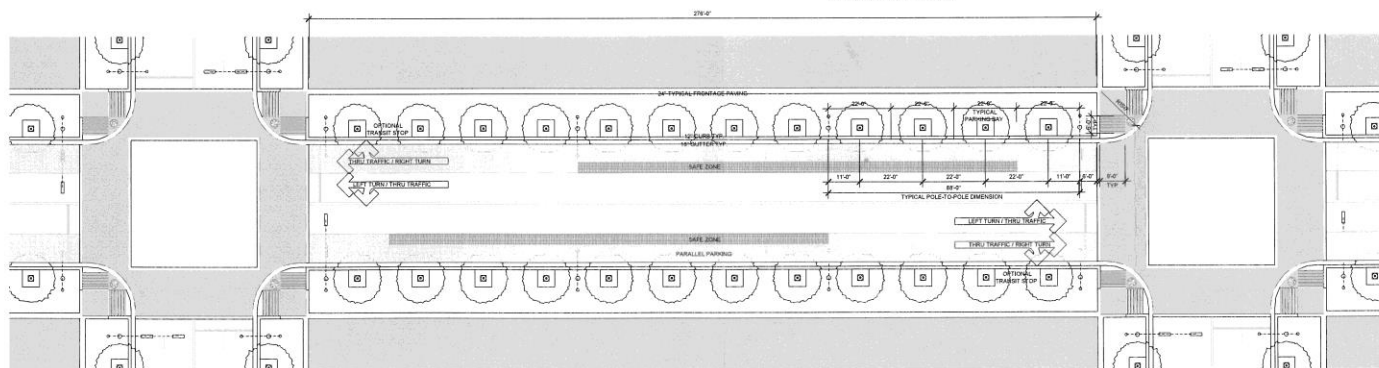 276'-0"
24" TYPICAL FRONTAGE PAVING
22'-0" 22'-0" 22'-0" 22'-0"
TYPICAL
PARKING BAY
OPTIONAL
TRANSIT STOP
12" CURB TYP
18" GUTTER TYP
THRU TRAFFIC / RIGHT TURN
SAFE ZONE
LEFT TURN / THRU TRAFFIC
11'-0" 22'-0" 22'-0" 22'-0" 11'-0" 6'-0" 9'-0"
TYP
88'-0"
TYPICAL POLE-TO-POLE DIMENSION
LEFT TURN / THRU TRAFFIC
SAFE ZONE
THRU TRAFFIC / RIGHT TURN
PARALLEL PARKING
OPTIONAL
TRANSIT STOP